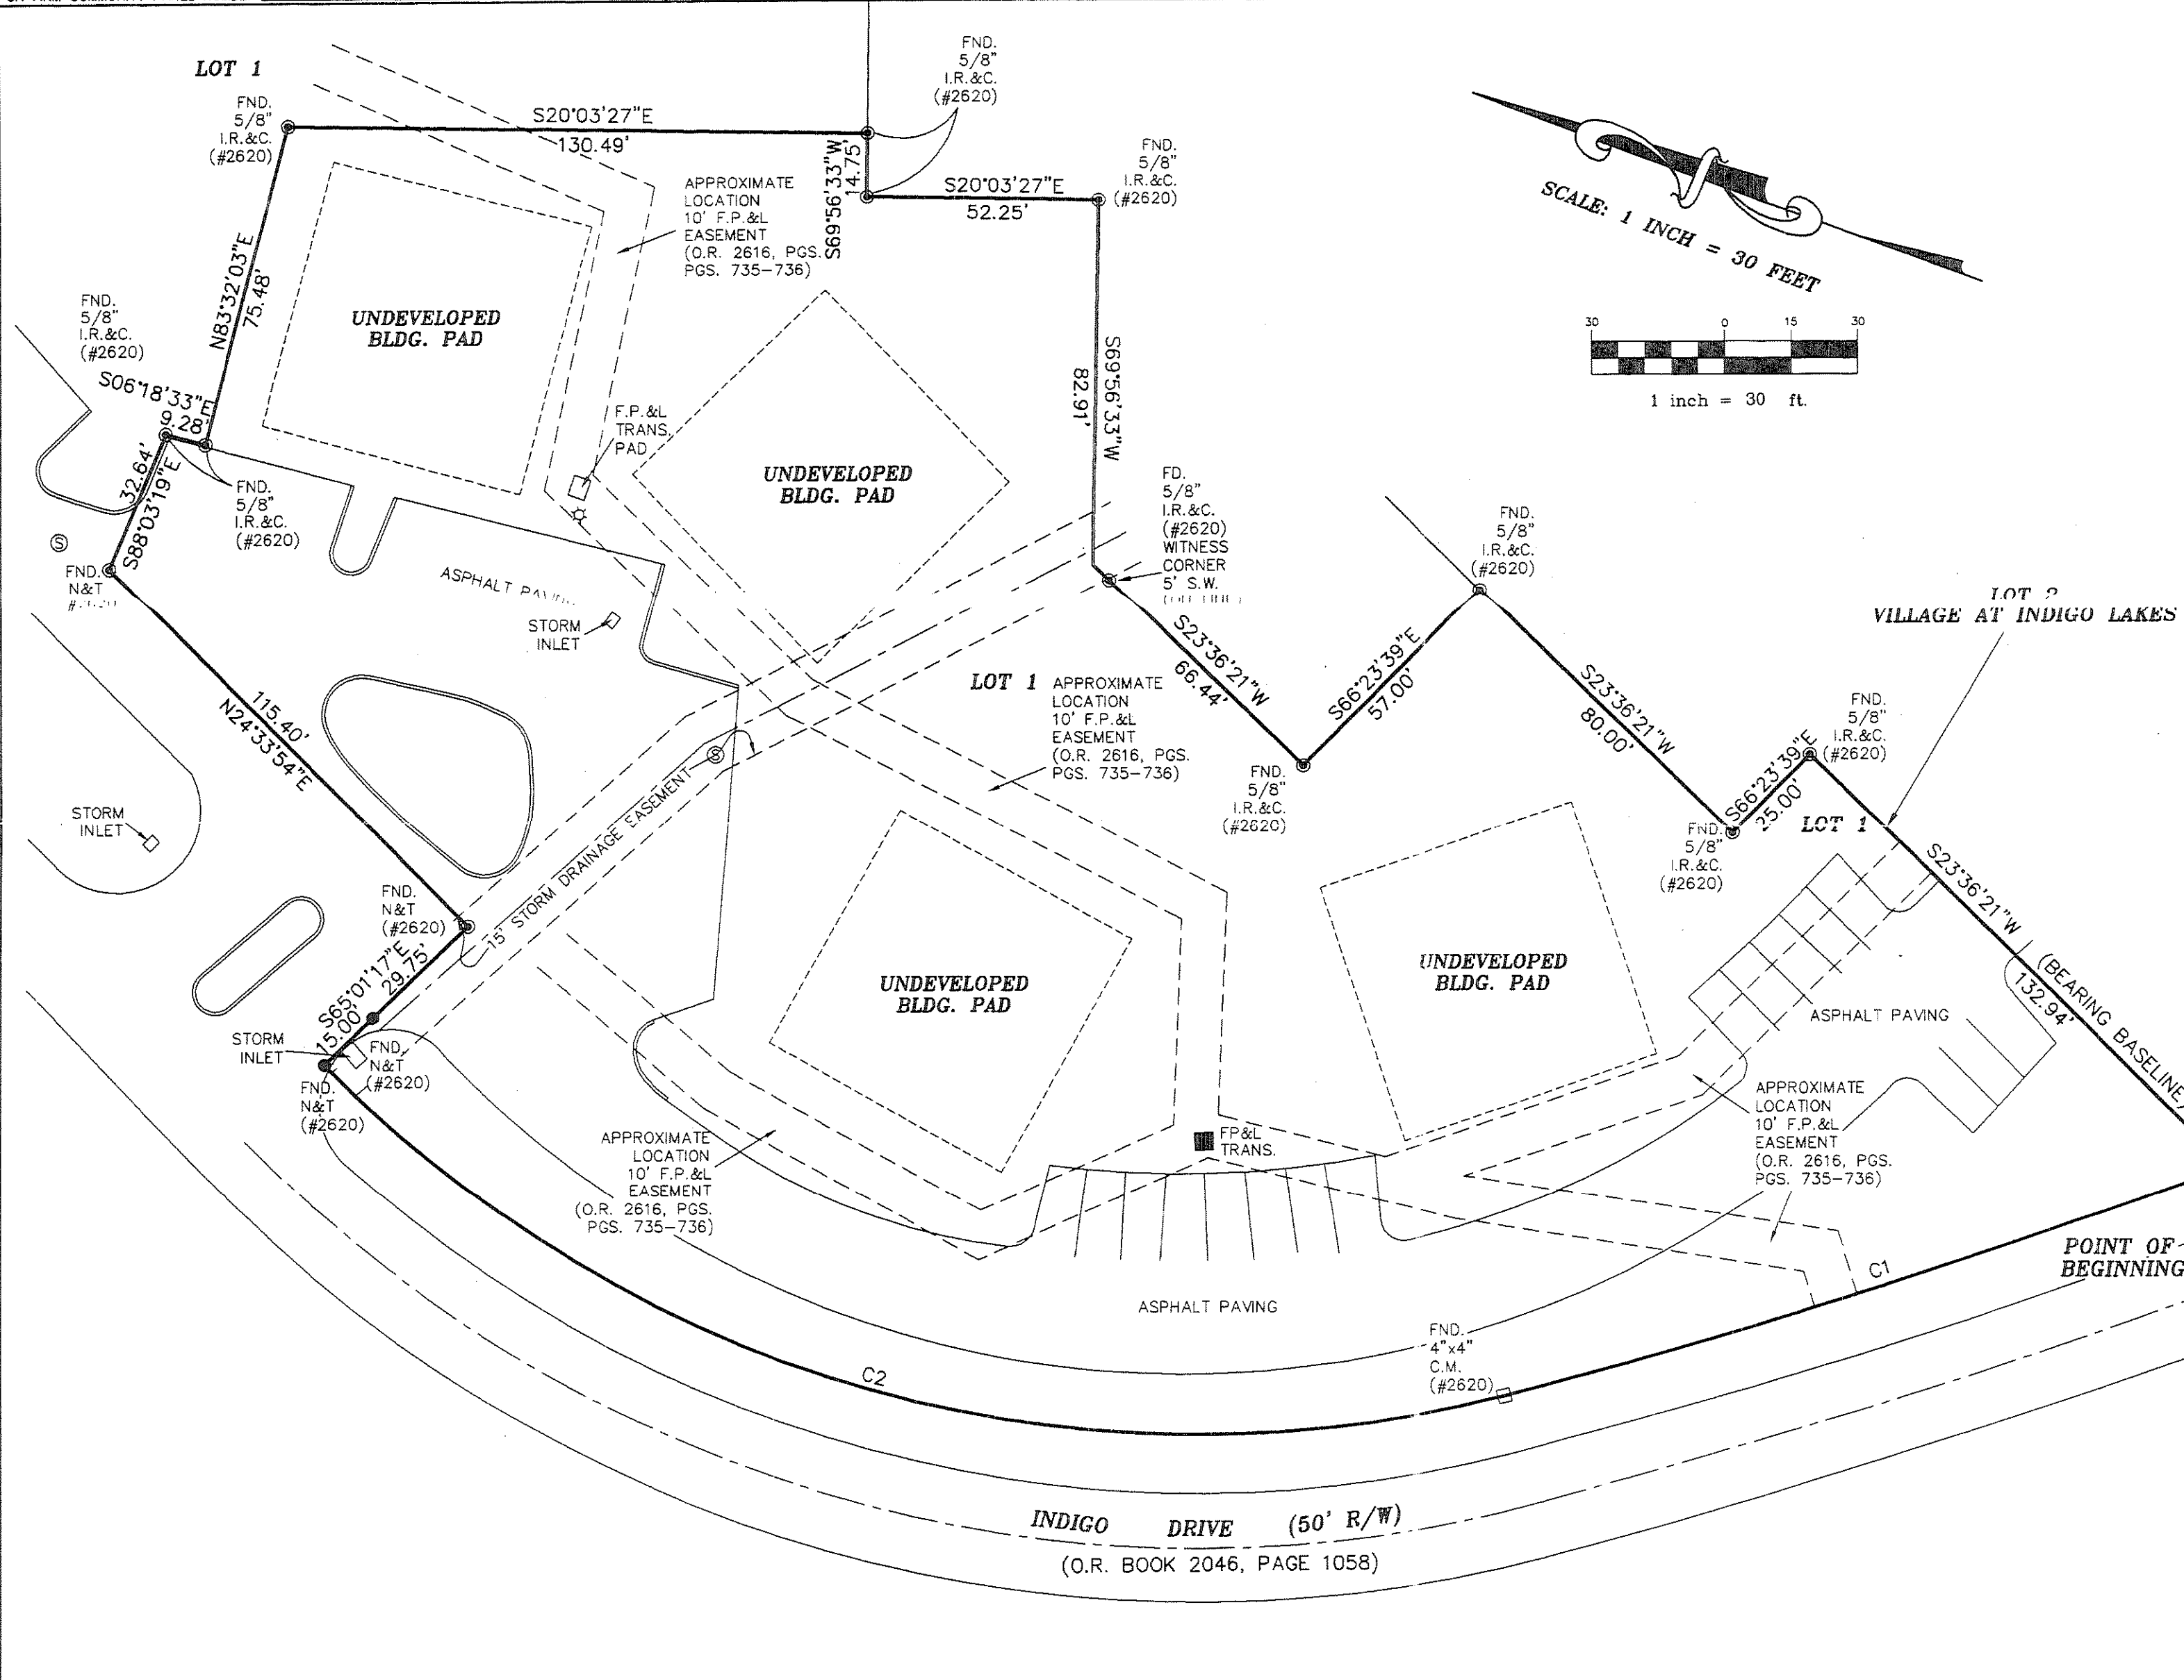 LOT 1
FND.
5/8"
I.R.&C.
(#2620)
S20°03'27"E
130.49'
FND.
5/8"
I.R.&C.
(#2620)
S69°56'33"W
14.75'
S20°03'27"E
52.25'
FND.
5/8"
I.R.&C.
(#2620)
SCALE: 1 INCH = 30 FEET
30 0 15 30
1 inch = 30 ft.
APPROXIMATE
LOCATION
10' F.P.&L
EASEMENT
(O.R. 2616, PGS.
PGS. 735-736)
N83°32'03"E
75.48'
UNDEVELOPED
BLDG. PAD
FND.
5/8"
I.R.&C.
(#2620)
S06°18'33"E
9.28'
32.64'
S88°03'19"E
FND.
5/8"
I.R.&C.
(#2620)
F.P.&L
TRANS.
PAD
UNDEVELOPED
BLDG. PAD
S69°56'33"W
82.91'
FD.
5/8"
I.R.&C.
(#2620)
WITNESS
CORNER
5' S.W.
S
FND.
N&T
ASPHALT
STORM
INLET
FND.
5/8"
I.R.&C.
(#2620)
LOT
VILLAGE AT INDIGO LAKES
S23°36'21"W
66.44'
S66°23'39"E
57.00'
S23°36'21"W
80.00'
LOT 1
APPROXIMATE
LOCATION
10' F.P.&L
EASEMENT
(O.R. 2616, PGS.
PGS. 735-736)
FND.
5/8"
I.R.&C.
(#2620)
FND.
5/8"
I.R.&C.
(#2620)
S66°23'39"E
25.00'
LOT 1
FND.
5/8"
I.R.&C.
(#2620)
115.40'
N24°33'54"E
STORM
INLET
S
15' STORM DRAINAGE EASEMENT
FND.
N&T
(#2620)
S65°01'17"E
29.75'
15.00'
STORM
INLET
FND.
N&T
(#2620)
FND.
N&T
(#2620)
UNDEVELOPED
BLDG. PAD
UNDEVELOPED
BLDG. PAD
S23°36'21"W
(BEARING BASELINE)
132.94'
ASPHALT PAVING
APPROXIMATE
LOCATION
10' F.P.&L
EASEMENT
(O.R. 2616, PGS.
PGS. 735-736)
FP&L
TRANS.
APPROXIMATE
LOCATION
10' F.P.&L
EASEMENT
(O.R. 2616, PGS.
PGS. 735-736)
POINT OF
BEGINNING
C1
ASPHALT PAVING
FND.
4"x4"
C.M.
(#2620)
C2
INDIGO DRIVE (50' R/W)
(O.R. BOOK 2046, PAGE 1058)